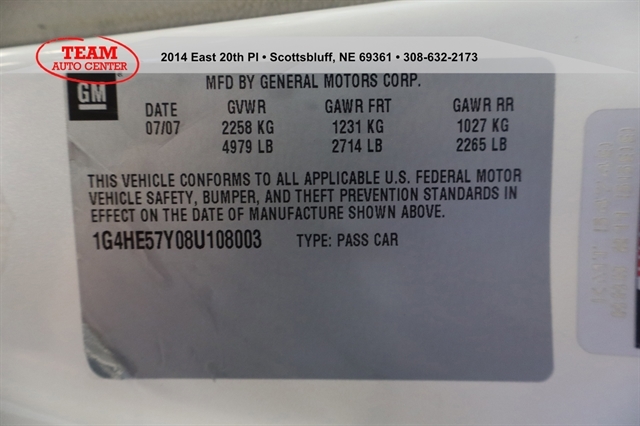 TEAM
AUTO CENTER
2014 East 20th Pl • Scottsbluff, NE 69361 • 308-632-2173
GM
MFD BY GENERAL MOTORS CORP.
DATE GVWR GAWR FRT GAWR RR
07/07 2258 KG 1231 KG 1027 KG
4979 LB 2714 LB 2265 LB
THIS VEHICLE CONFORMS TO ALL APPLICABLE U.S. FEDERAL MOTOR
VEHICLE SAFETY, BUMPER, AND THEFT PREVENTION STANDARDS IN
EFFECT ON THE DATE OF MANUFACTURE SHOWN ABOVE.
1G4HE57Y08U108003 TYPE: PASS CAR